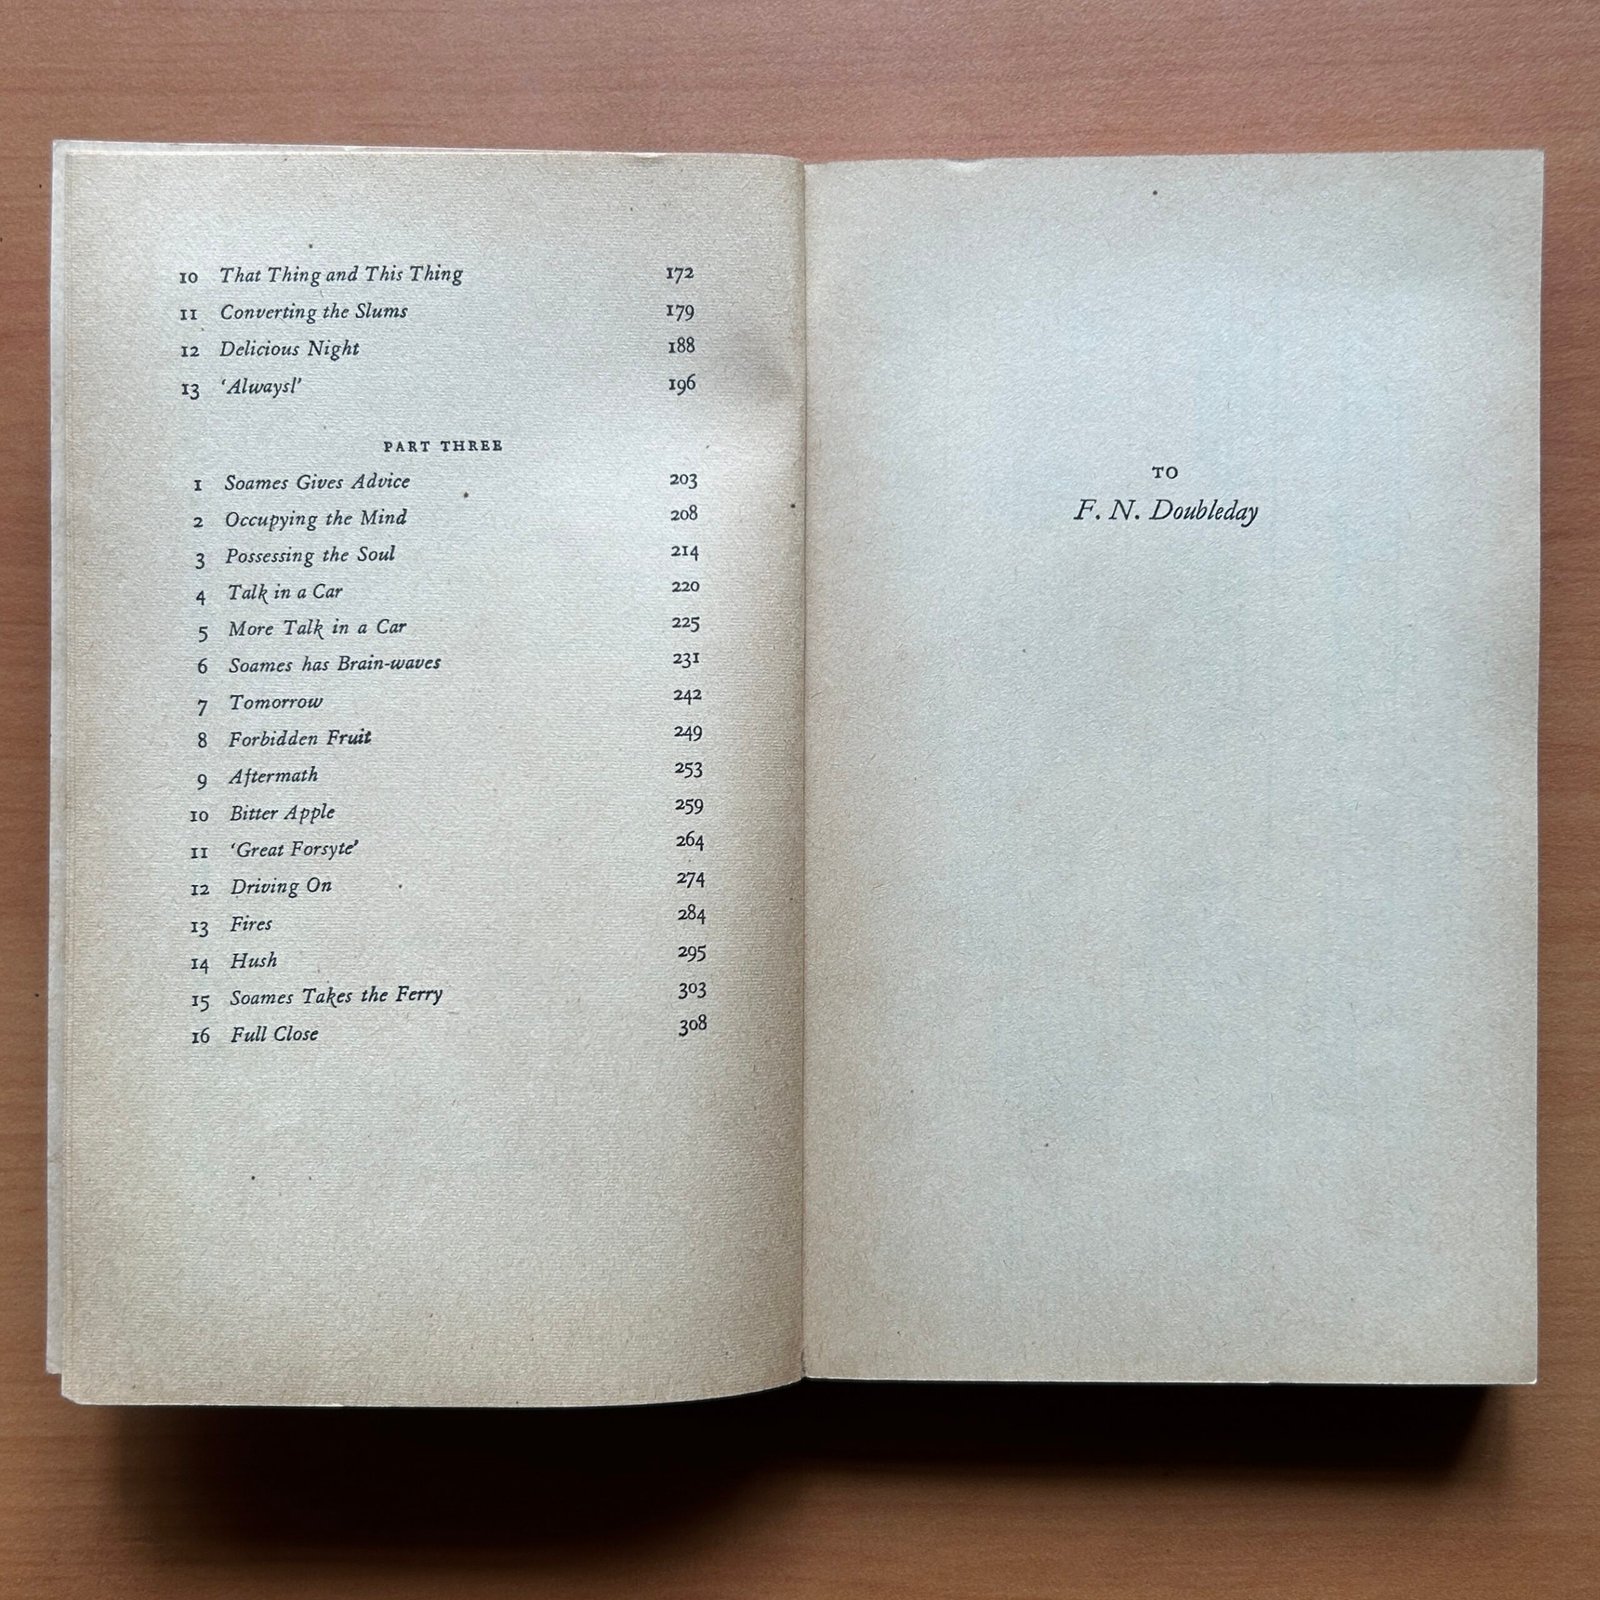 10 That Thing and This Thing 172
11 Converting the Slums 179
12 Delicious Night 188
13 ‘Always!’ 196
PART THREE
1 Soames Gives Advice 203
2 Occupying the Mind 208
3 Possessing the Soul 214
4 Talk in a Car 220
5 More Talk in a Car 225
6 Soames has Brain-waves 231
7 Tomorrow 242
8 Forbidden Fruit 249
9 Aftermath 253
10 Bitter Apple 259
11 ‘Great Forsyte’ 264
12 Driving On 274
13 Fires 284
14 Hush 295
15 Soames Takes the Ferry 303
16 Full Close 308
TO
F. N. Doubleday